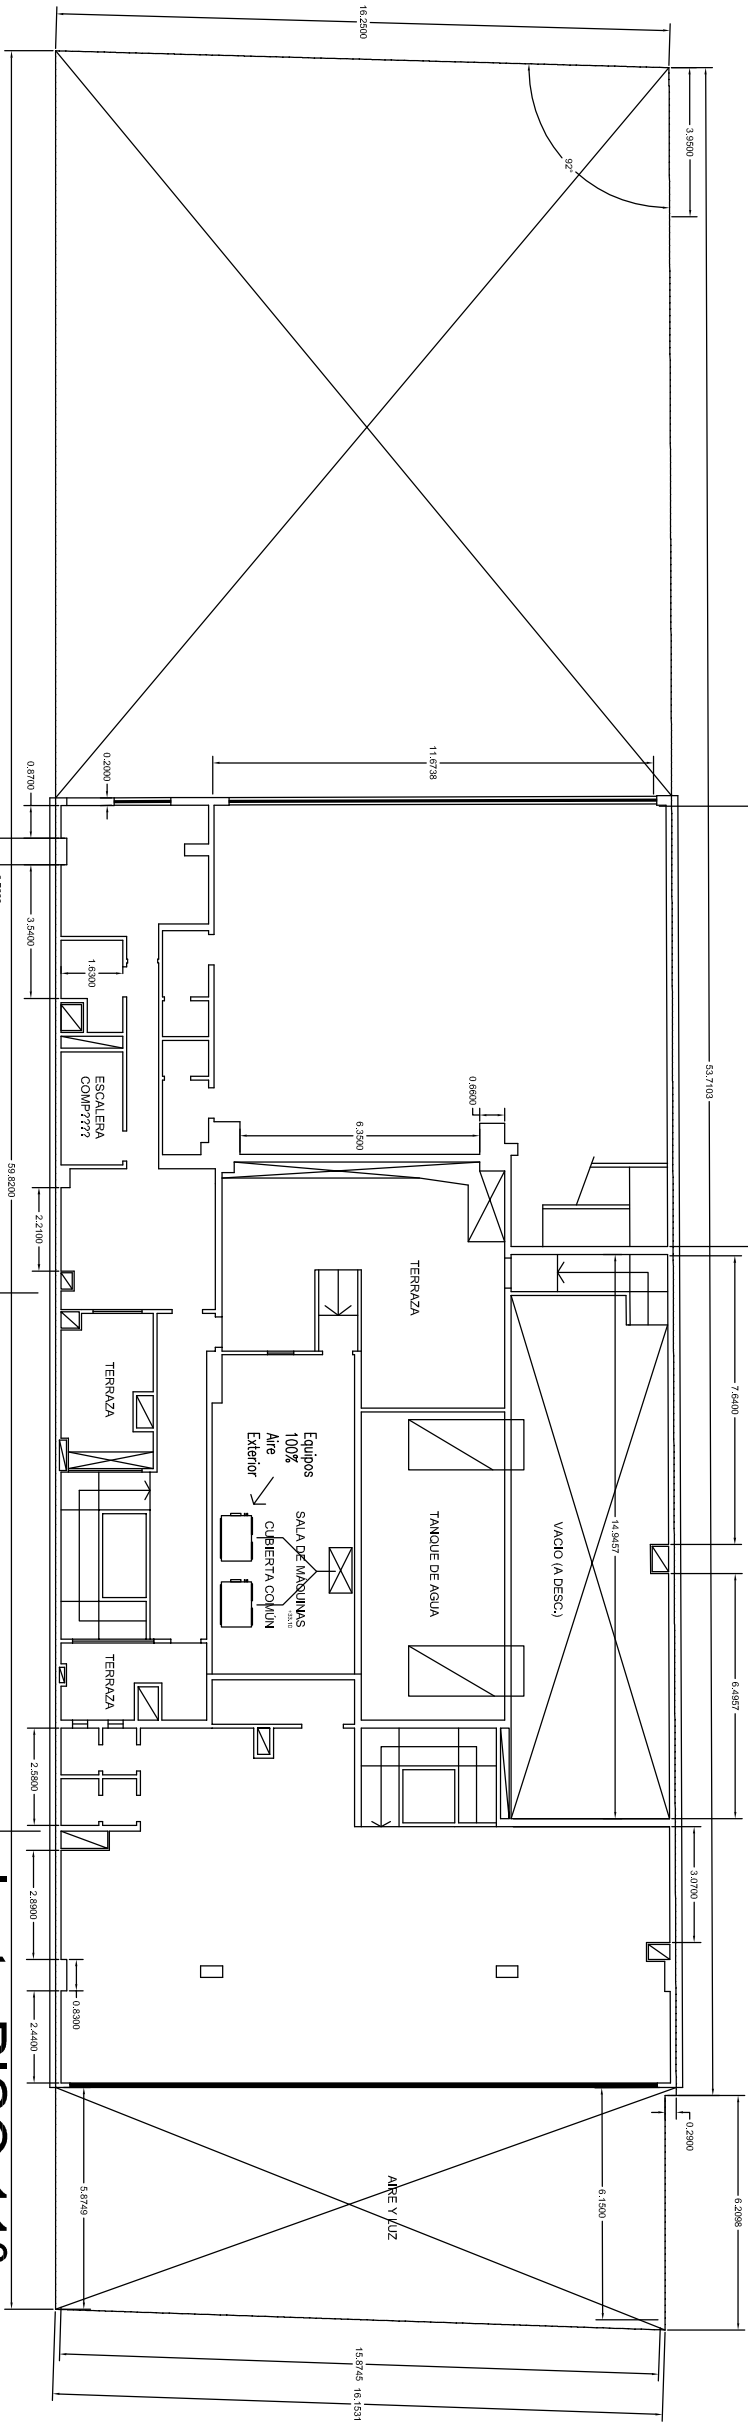 16.2500
3.9500
92°
53.7103
59.8200
11.6738
0.2000
0.8700
3.5400
1.6300
ESCALERA
COMP????
2.2100
0.6600
6.3500
TERRAZA
TERRAZA
7.6400
14.9457
6.4957
VACIO (A DESC.)
TANQUE DE AGUA
Equipos
100%
Aire
Exterior
SALA DE MAQUINAS
+33.10
CUBIERTA COMÚN
TERRAZA
2.5800
2.8900
0.8300
2.4400
3.0700
0.2900
6.2098
6.1500
5.8749
AIRE Y LUZ
15.8745
16.1531